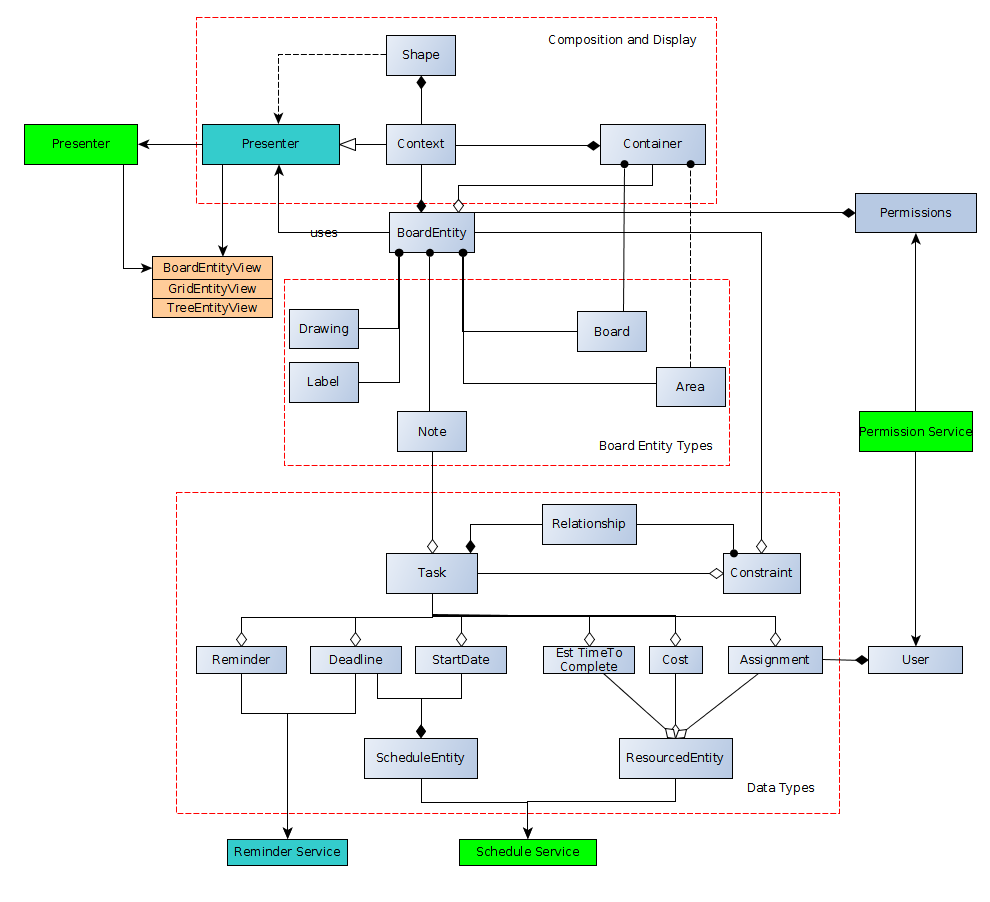 Composition and Display
Shape
Presenter
Presenter
Context
Container
Permissions
uses
BoardEntity
BoardEntityView
GridEntityView
TreeEntityView
Drawing
Board
Label
Area
Note
Board Entity Types
Permission Service
Relationship
Task
Constraint
Reminder
Deadline
StartDate
Est TimeTo
Complete
Cost
Assignment
User
ScheduleEntity
ResourcedEntity
Data Types
Reminder Service
Schedule Service